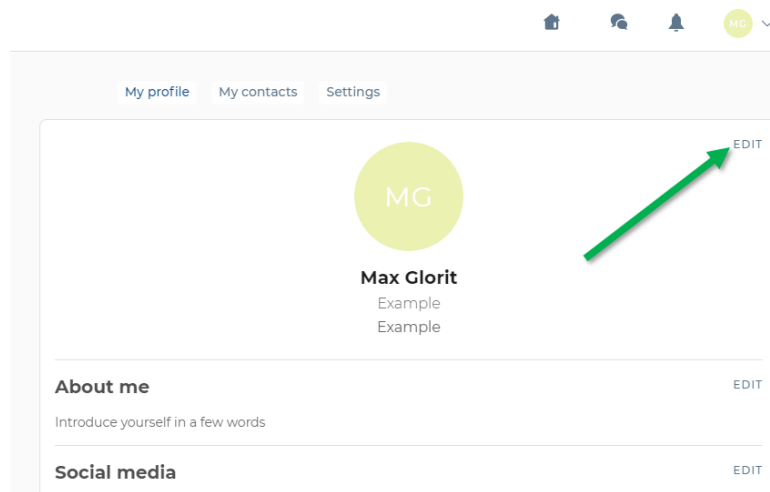 MG
My profile My contacts Settings
EDIT
MG
Max Glorit
Example
Example
About me EDIT
Introduce yourself in a few words
Social media EDIT